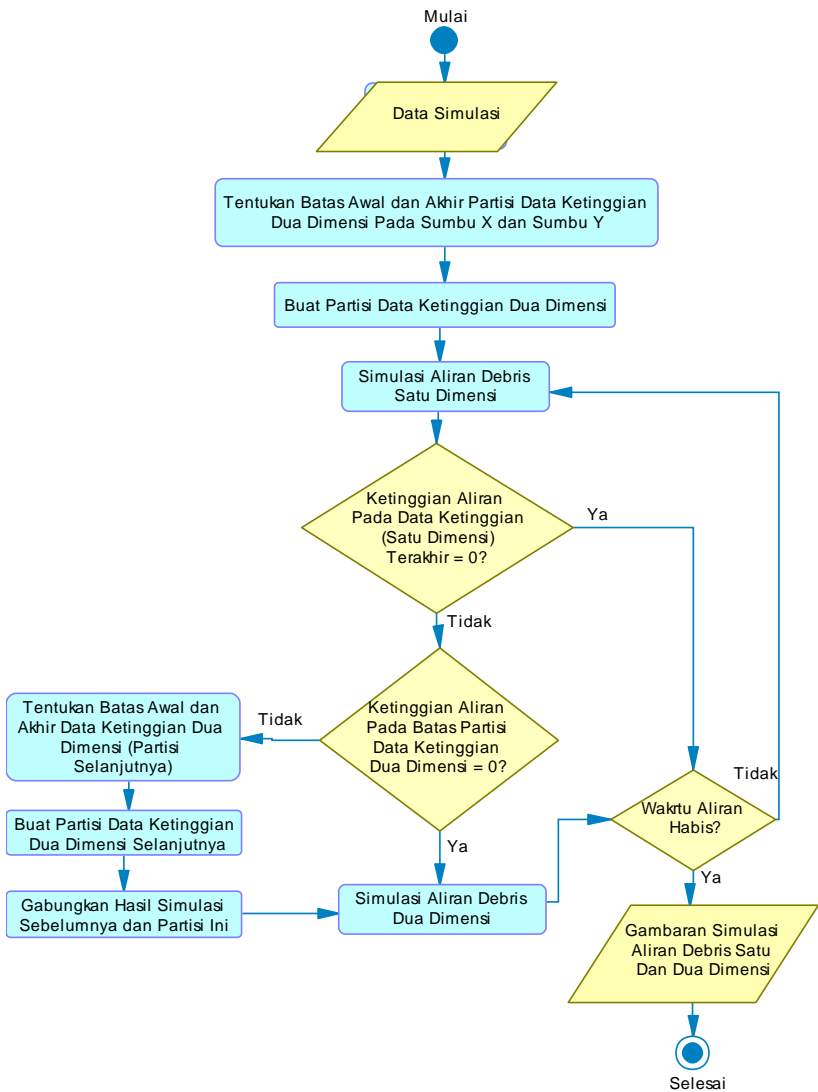 Mulai
Data Simulasi
Tentukan Batas Awal dan Akhir Partisi Data Ketinggian
Dua Dimensi Pada Sumbu X dan Sumbu Y
Buat Partisi Data Ketinggian Dua Dimensi
Simulasi Aliran Debris
Satu Dimensi
Ketinggian Aliran
Pada Data Ketinggian
(Satu Dimensi)
Terakhir = 0?
Ya
Tidak
Ketinggian Aliran
Pada Batas Partisi
Data Ketinggian
Dua Dimensi = 0?
Tidak
Tentukan Batas Awal dan
Akhir Data Ketinggian Dua
Dimensi (Partisi
Selanjutnya)
Buat Partisi Data Ketinggian
Dua Dimensi Selanjutnya
Gabungkan Hasil Simulasi
Sebelumnya dan Partisi Ini
Ya
Simulasi Aliran Debris
Dua Dimensi
Wakrtu Aliran
Habis?
Tidak
Ya
Gambaran Simulasi
Aliran Debris Satu
Dan Dua Dimensi
Selesai